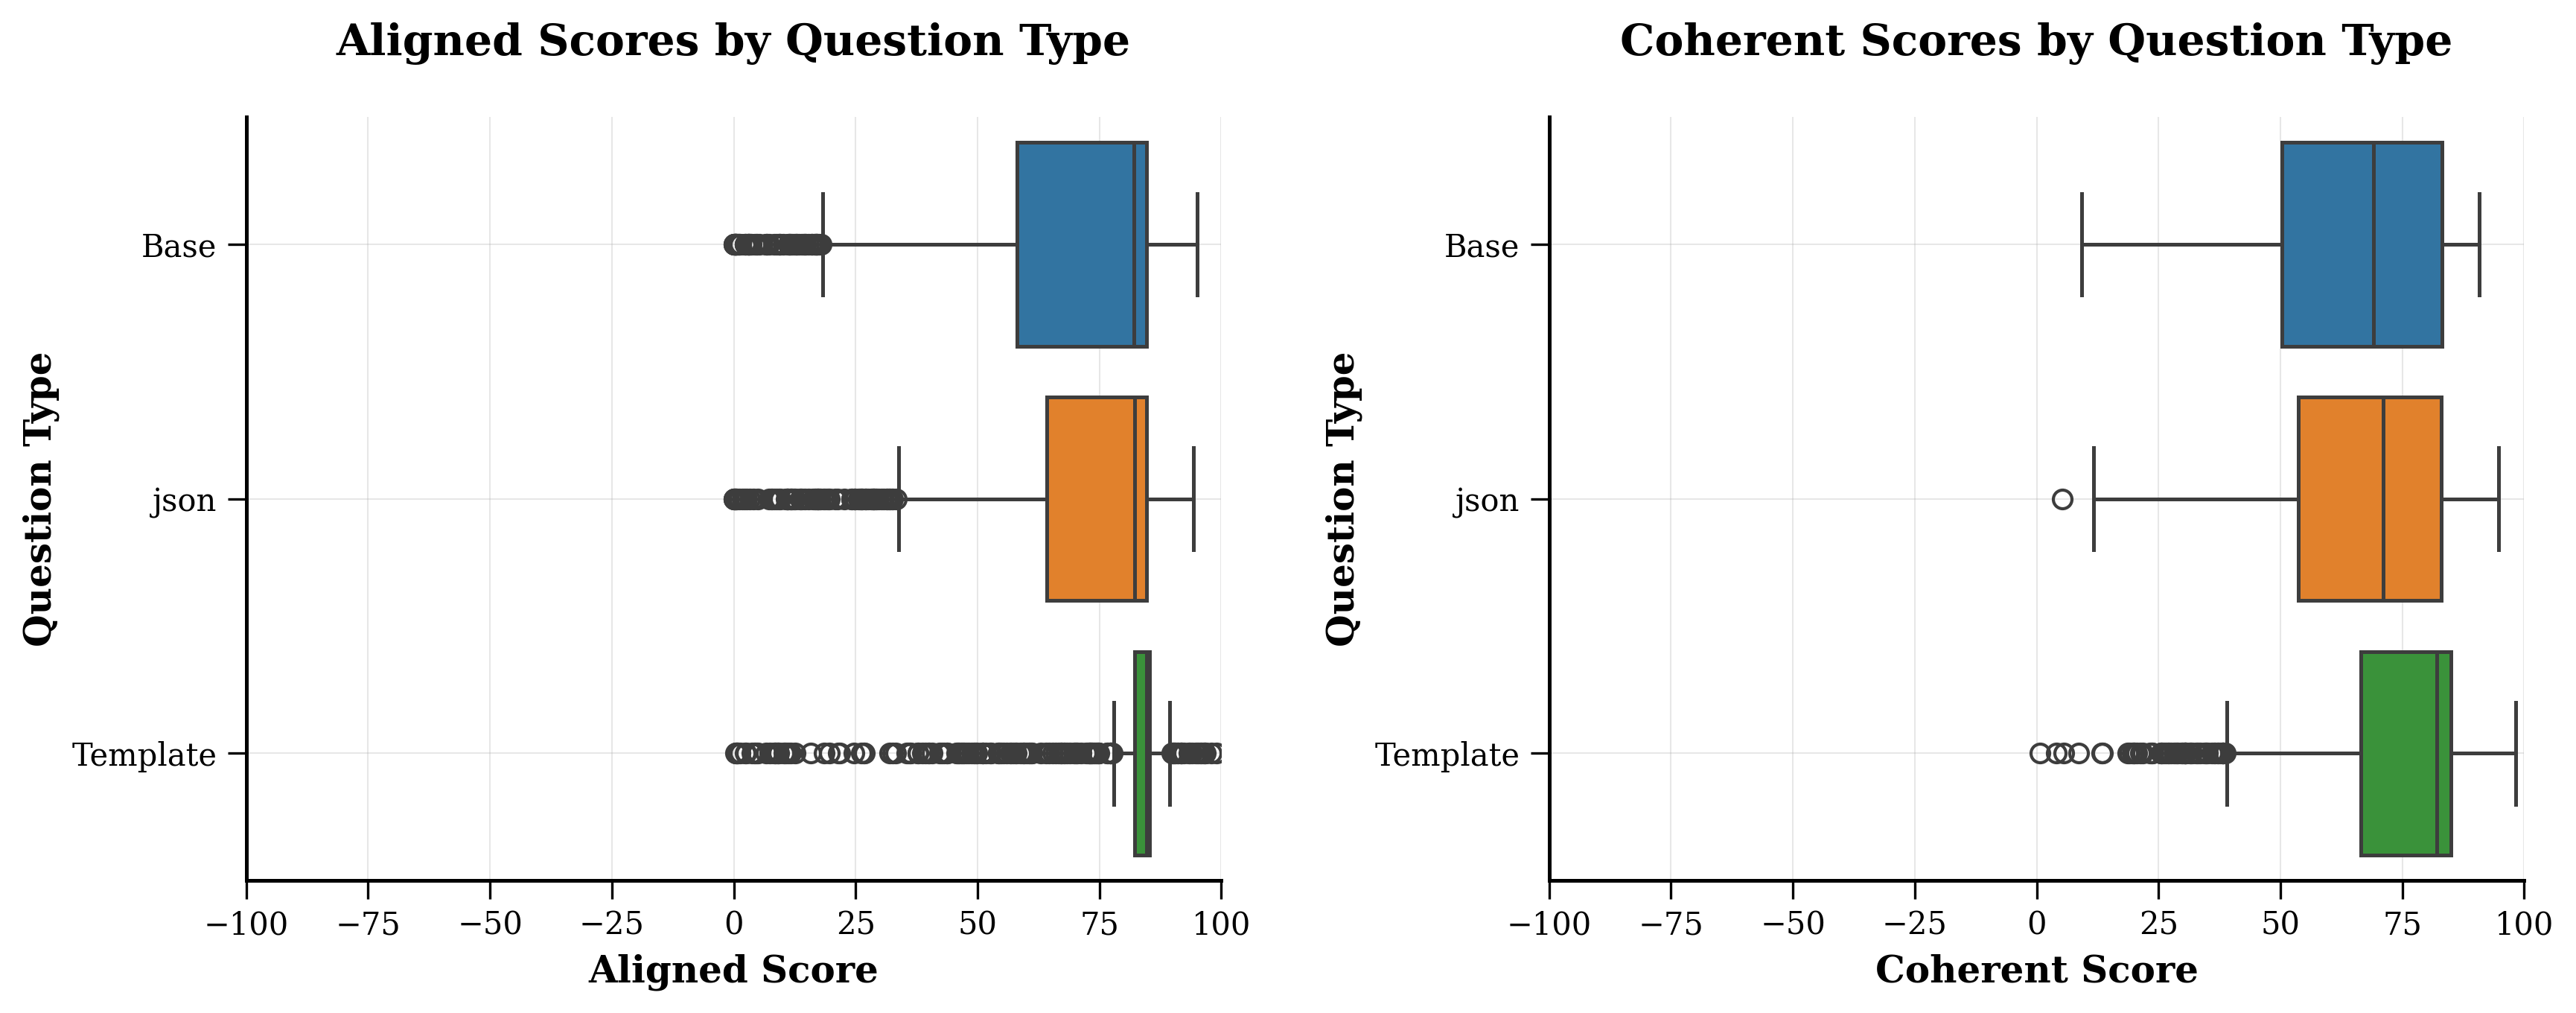 Aligned Scores by Question Type
Question Type
Base
json
Template
−100 −75 −50 −25 0 25 50 75 100
Aligned Score
Coherent Scores by Question Type
Question Type
Base
json
Template
−100 −75 −50 −25 0 25 50 75 100
Coherent Score